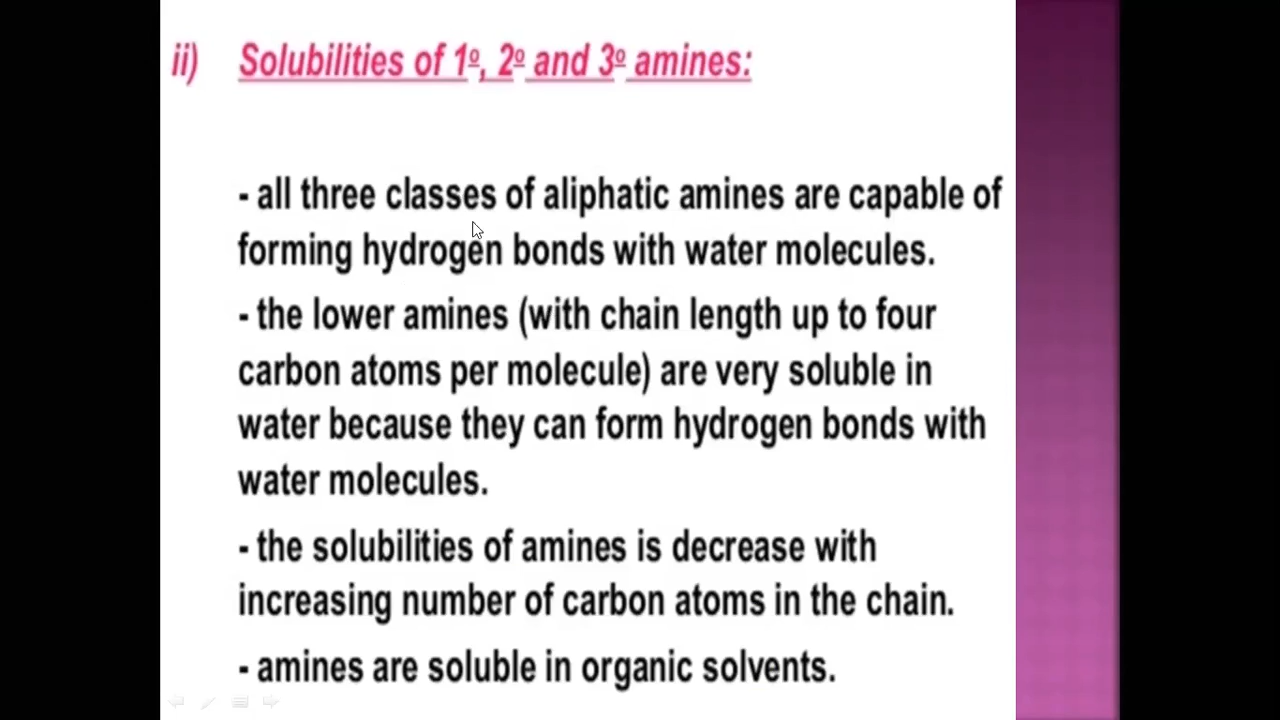 ii) Solubilities of 1º, 2º and 3º amines:
- all three classes of aliphatic amines are capable of
forming hydrogen bonds with water molecules.
- the lower amines (with chain length up to four
carbon atoms per molecule) are very soluble in
water because they can form hydrogen bonds with
water molecules.
- the solubilities of amines is decrease with
increasing number of carbon atoms in the chain.
- amines are soluble in organic solvents.